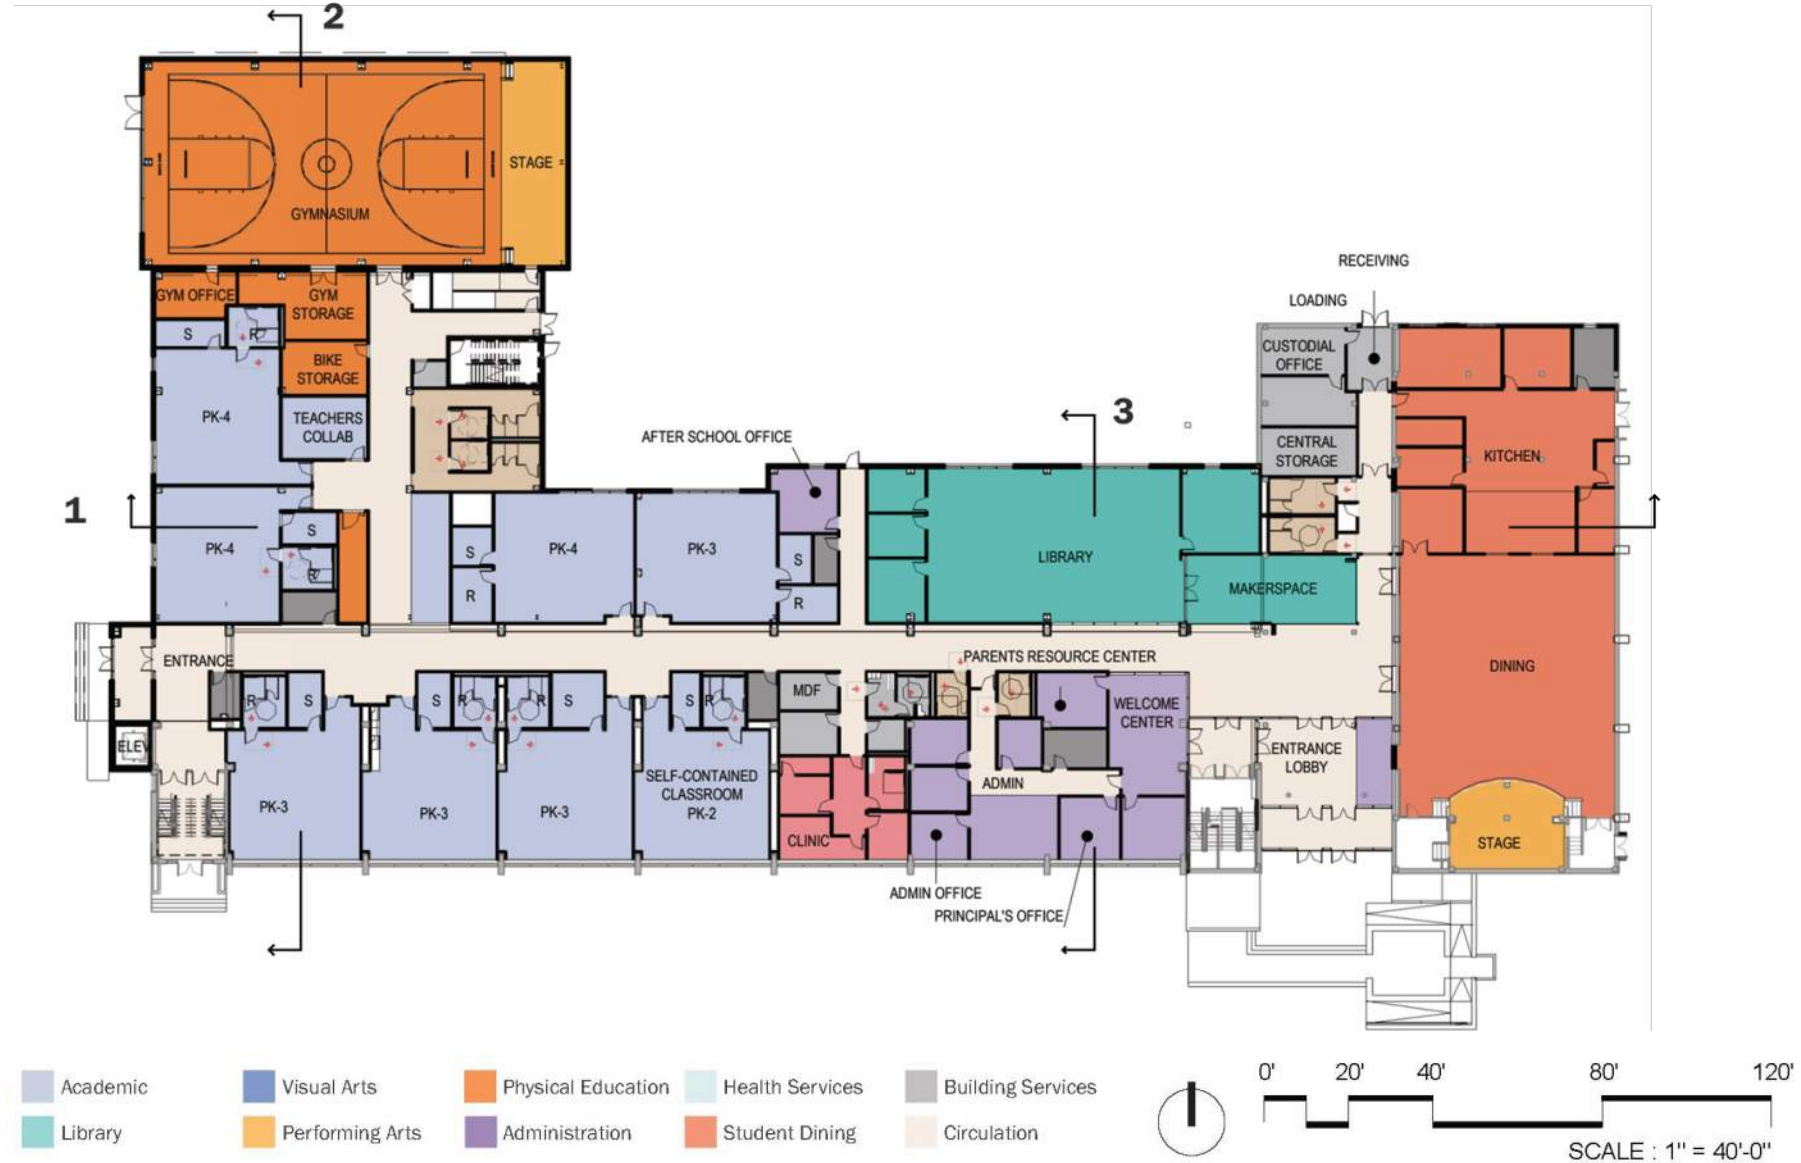 2
STAGE
GYMNASIUM
RECEIVING
LOADING
GYM OFFICE
GYM
STORAGE
S
R
BIKE
STORAGE
CUSTODIAL
OFFICE
PK-4
TEACHERS
COLLAB
3
AFTER SCHOOL OFFICE
CENTRAL
STORAGE
KITCHEN
1
PK-4
S
R
S
R
PK-4
PK-3
S
R
LIBRARY
MAKERSPACE
ENTRANCE
PARENTS RESOURCE CENTER
DINING
R
S
S
R
R
S
S
R
MDF
WELCOME
CENTER
ELEV
ENTRANCE
LOBBY
PK-3
PK-3
PK-3
SELF-CONTAINED
CLASSROOM
PK-2
ADMIN
CLINIC
STAGE
ADMIN OFFICE
PRINCIPAL'S OFFICE
Academic
Visual Arts
Physical Education
Health Services
Building Services
Library
Performing Arts
Administration
Student Dining
Circulation
0' 20' 40' 80' 120'
SCALE : 1" = 40'-0"